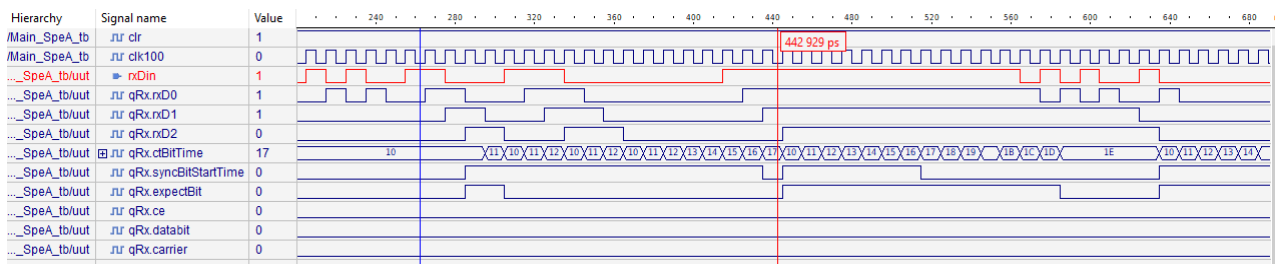 Hierarchy Signal name Value 240 280 320 360 400 440 480 520 560 600 640 680
442 929 ps
/Main_SpeA_tb clr 1
/Main_SpeA_tb clk100 0
..._SpeA_tb/uut rxDin 1
..._SpeA_tb/uut qRx.rxD0 1
..._SpeA_tb/uut qRx.rxD1 1
..._SpeA_tb/uut qRx.rxD2 0
..._SpeA_tb/uut qRx.ctBitTime 17 10 11 10 11 12 10 11 12 10 11 12 13 14 15 16 17 10 11 12 13 14 15 16 17 18 19 1B 1C 1D 1E 10 11 12 13 14
..._SpeA_tb/uut qRx.syncBitStartTime 0
..._SpeA_tb/uut qRx.expectBit 0
..._SpeA_tb/uut qRx.ce 0
..._SpeA_tb/uut qRx.databit 0
..._SpeA_tb/uut qRx.carrier 0